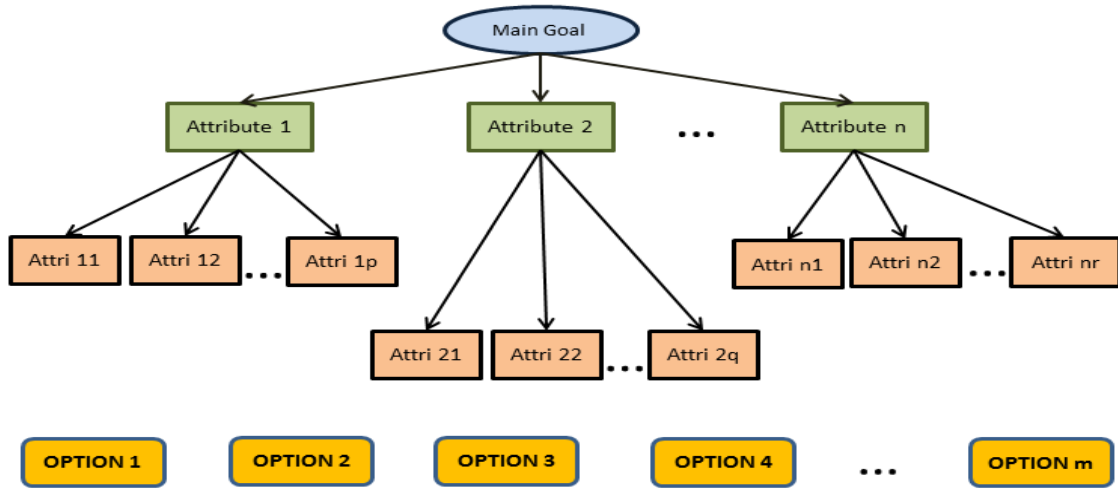 Main Goal
Attribute 1
Attribute 2
...
Attribute n
Attri 11
Attri 12
...
Attri 1p
Attri n1
Attri n2
...
Attri nr
Attri 21
Attri 22
...
Attri 2q
OPTION 1
OPTION 2
OPTION 3
OPTION 4
...
OPTION m